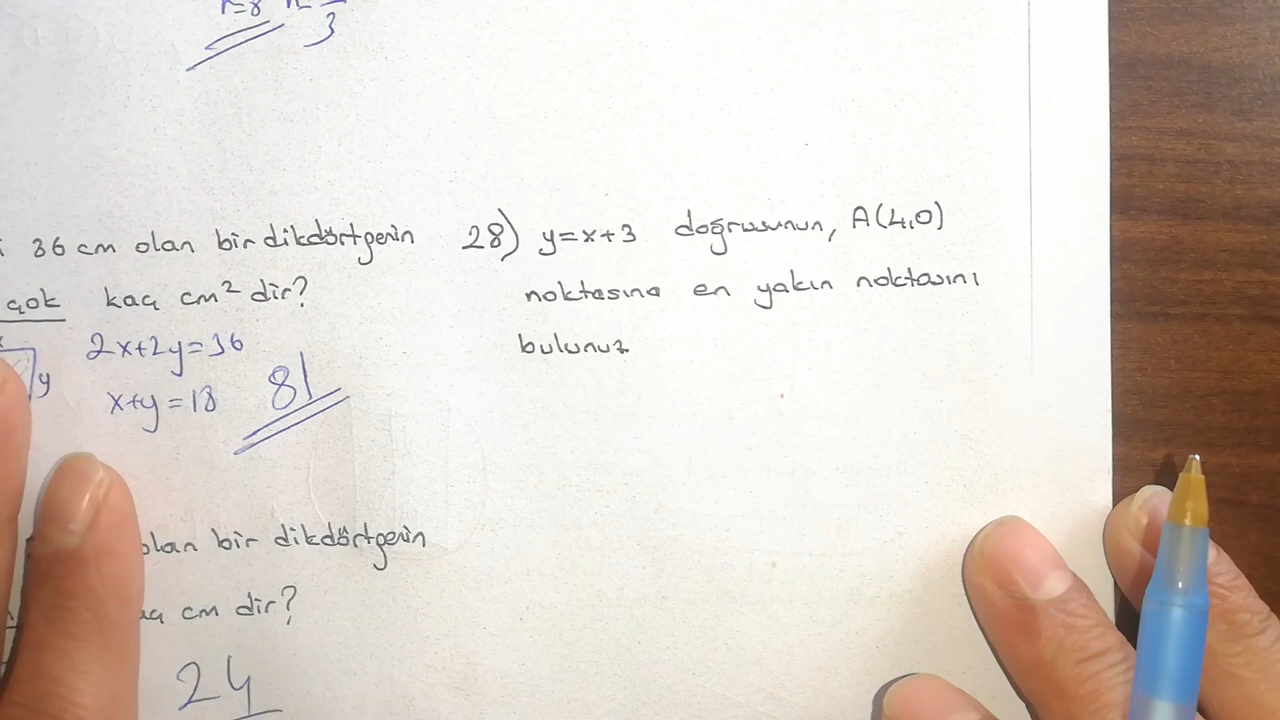 r=8
3
36 cm olan bir dikdörtgenin
çok kaç cm² dir?
2x+2y=36
y
x+y=18
81
olan bir dikdörtgenin
cm dir?
24
28) y=x+3 doğrusunun, A(4,0)
noktasına en yakın noktasını
bulunuz